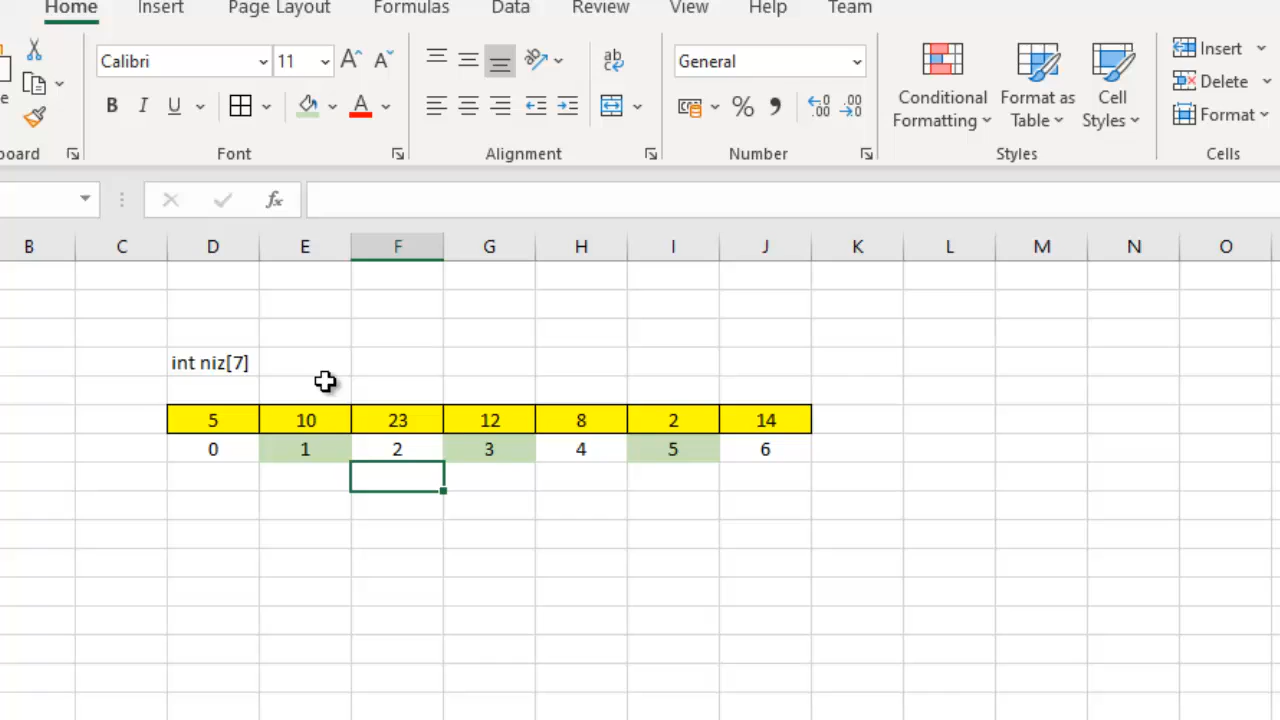 Home Insert Page Layout Formulas Data Review View Help Team
Calibri 11 A A ab c General Insert
B I U A % Conditional Formatting Format as Table Cell Styles Delete
Format
Font Alignment Number Styles Cells
fx
B C D E F G H I J K L M N O
int niz[7]
5 10 23 12 8 2 14
0 1 2 3 4 5 6